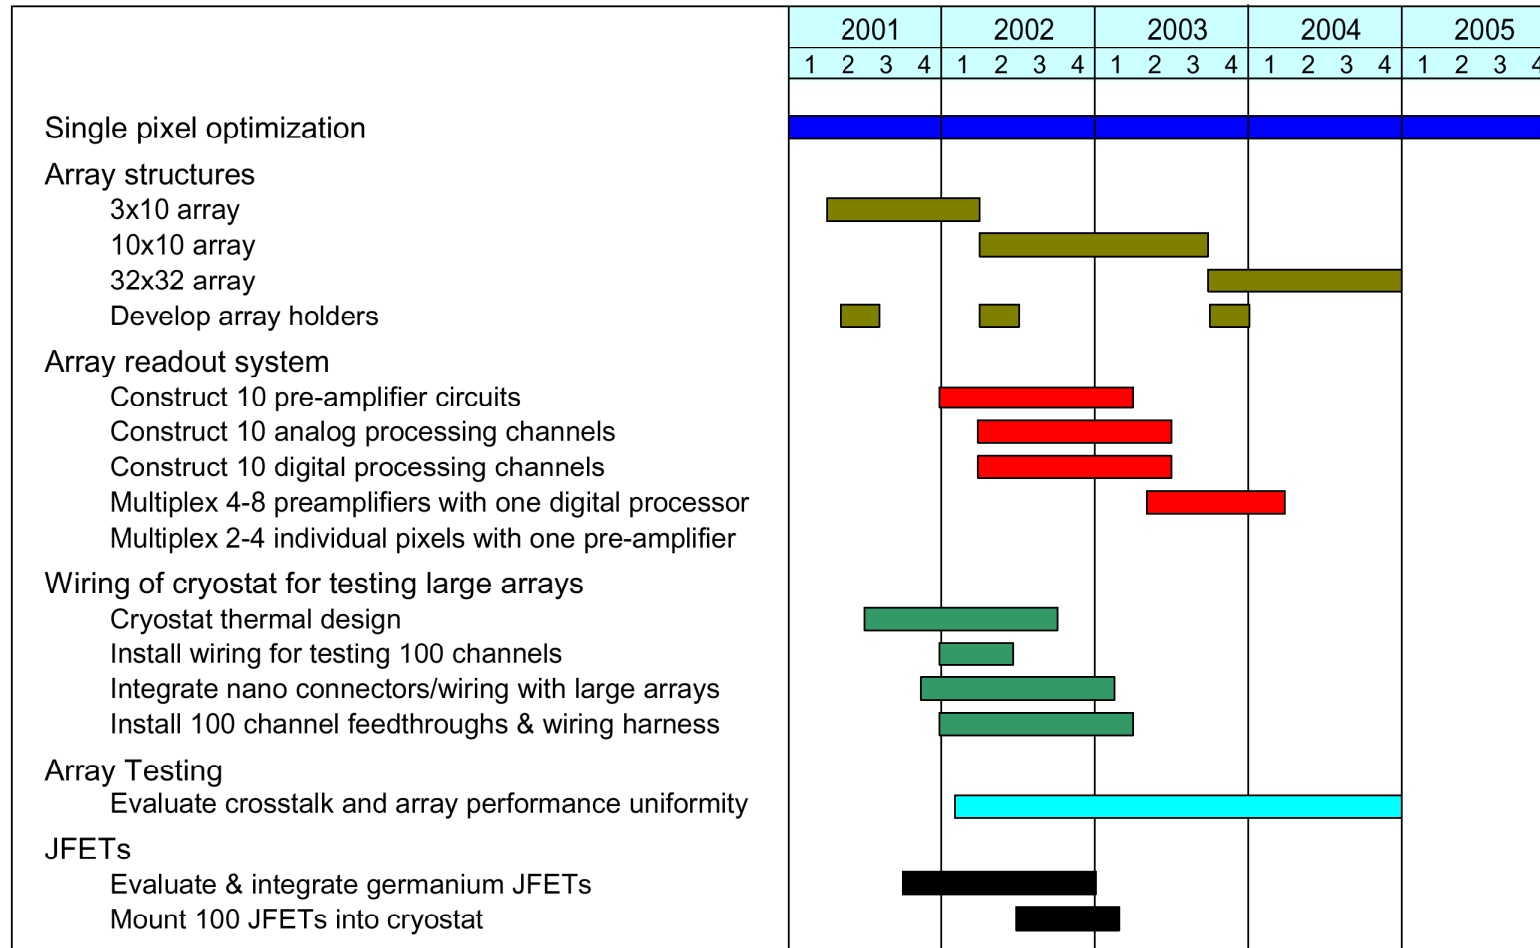 2001 2002 2003 2004 2005
1 2 3 4 1 2 3 4 1 2 3 4 1 2 3 4 1 2 3 4
Single pixel optimization
Array structures
3x10 array
10x10 array
32x32 array
Develop array holders
Array readout system
Construct 10 pre-amplifier circuits
Construct 10 analog processing channels
Construct 10 digital processing channels
Multiplex 4-8 preamplifiers with one digital processor
Multiplex 2-4 individual pixels with one pre-amplifier
Wiring of cryostat for testing large arrays
Cryostat thermal design
Install wiring for testing 100 channels
Integrate nano connectors/wiring with large arrays
Install 100 channel feedthroughs & wiring harness
Array Testing
Evaluate crosstalk and array performance uniformity
JFETs
Evaluate & integrate germanium JFETs
Mount 100 JFETs into cryostat